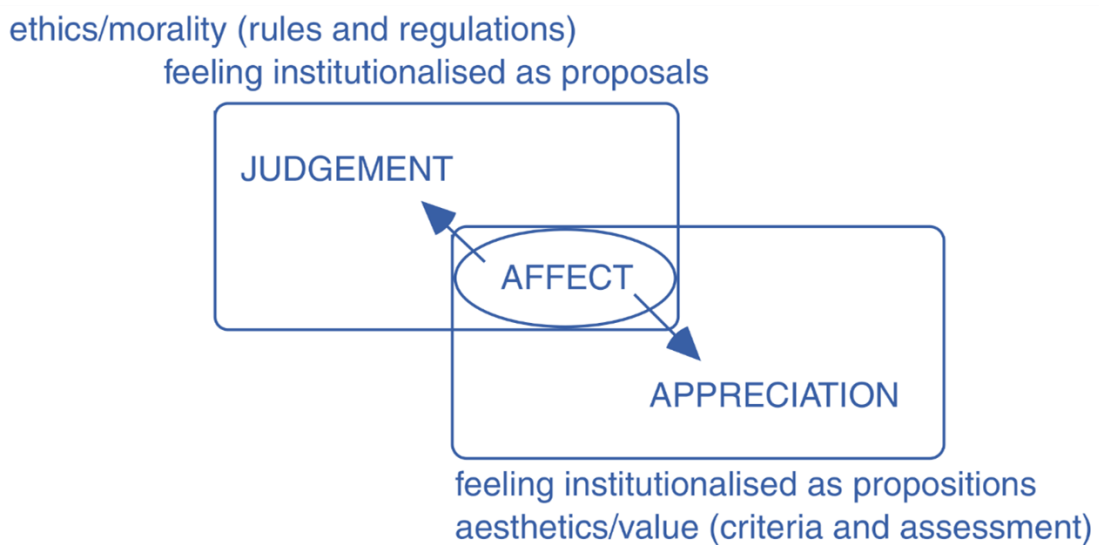 ethics/morality (rules and regulations)
feeling institutionalised as proposals
JUDGEMENT
AFFECT
APPRECIATION
feeling institutionalised as propositions
aesthetics/value (criteria and assessment)